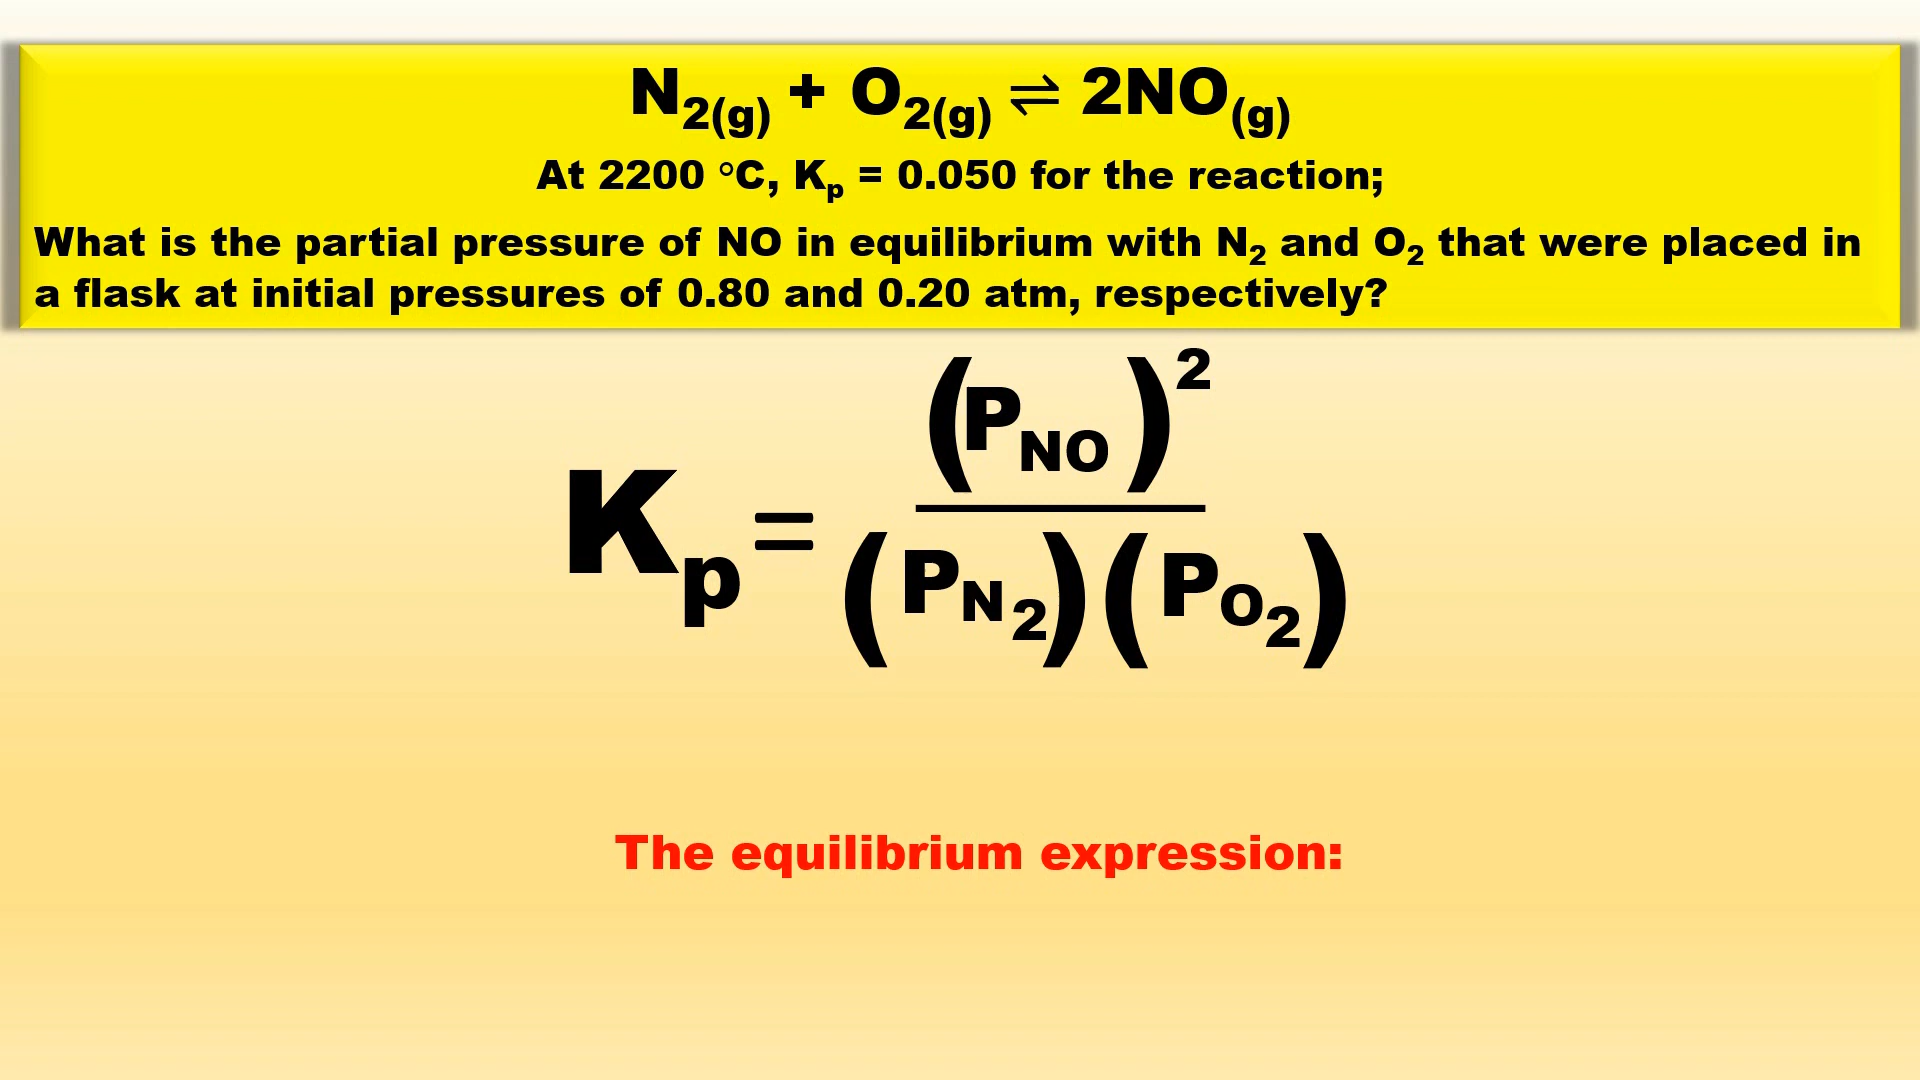 N2(g) + O2(g) ⇌ 2NO(g)
At 2200 °C, Kp = 0.050 for the reaction;
What is the partial pressure of NO in equilibrium with N2 and O2 that were placed in
a flask at initial pressures of 0.80 and 0.20 atm, respectively?
(PNO)2
Kp =
(PN2)(PO2)
The equilibrium expression: